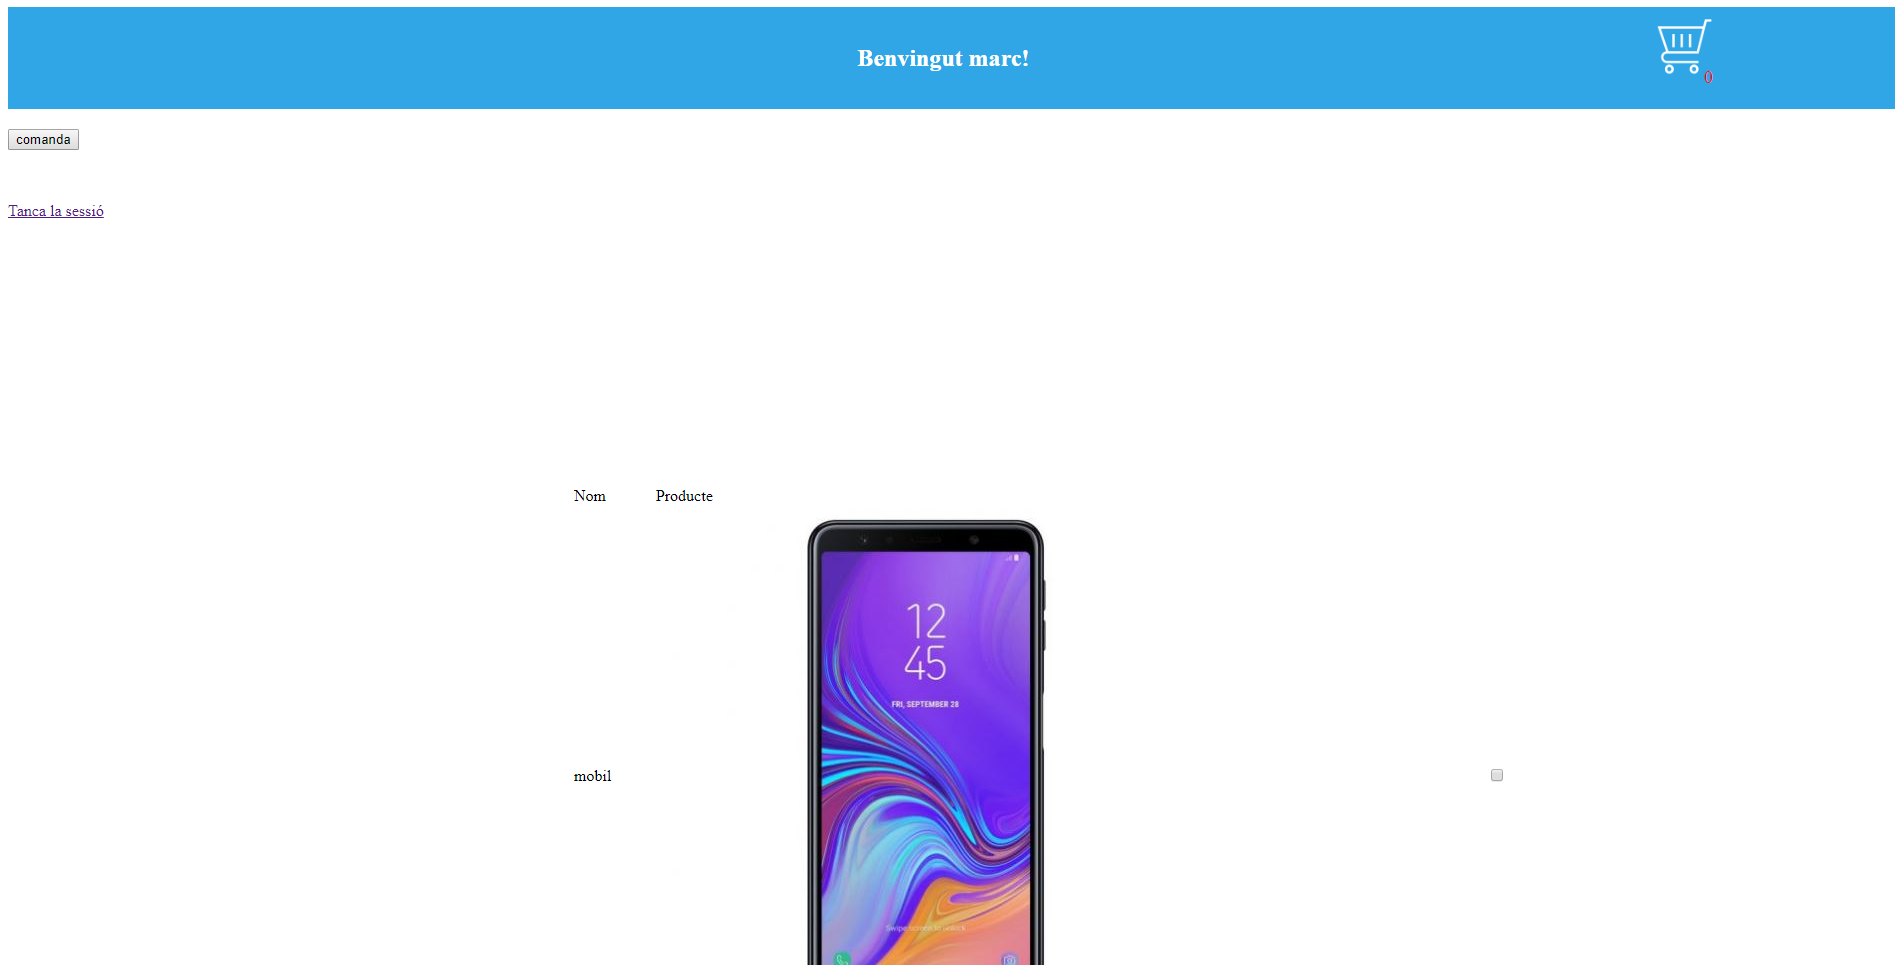 Benvingut marc!
0
comanda
Tanca la sessió
Nom Producte
12
45
FRI, SEPTEMBER 28
mobil